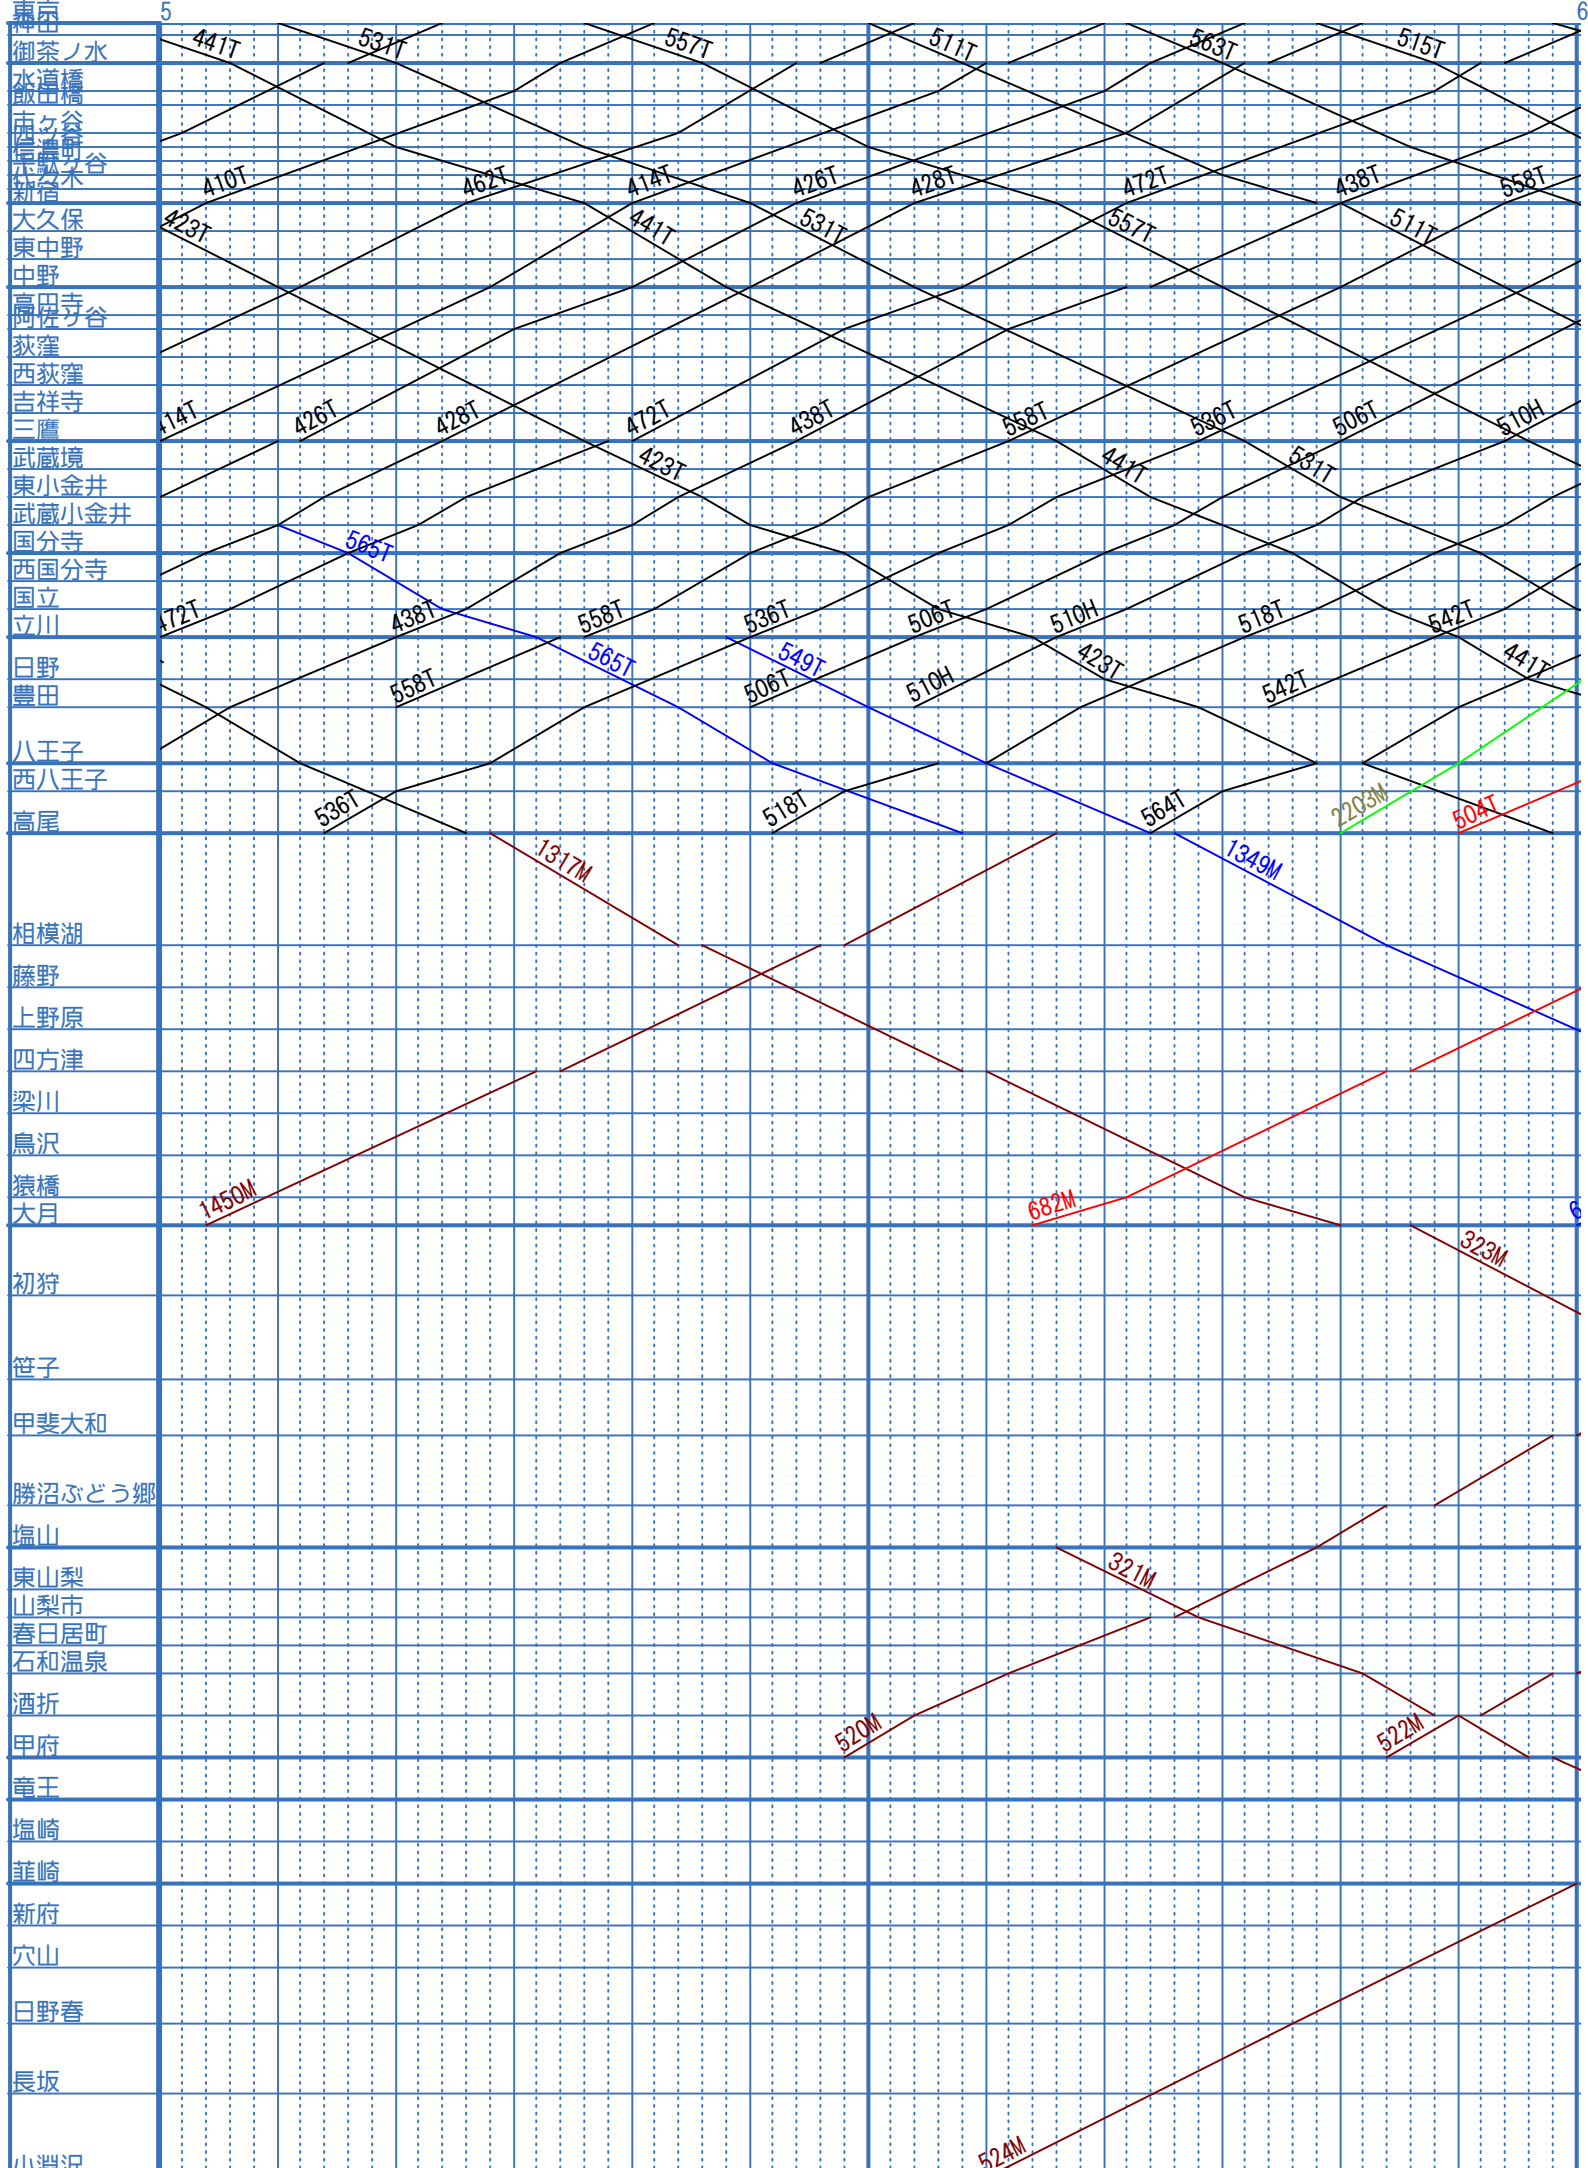 東京
神田
御茶ノ水
水道橋
飯田橋
市ヶ谷
四ツ谷
信濃町
千駄ヶ谷
代々木
新宿
大久保
東中野
中野
高円寺
阿佐ヶ谷
荻窪
西荻窪
吉祥寺
三鷹
武蔵境
東小金井
武蔵小金井
国分寺
西国分寺
国立
立川
日野
豊田
八王子
西八王子
高尾
相模湖
藤野
上野原
四方津
梁川
鳥沢
猿橋
大月
初狩
笹子
甲斐大和
勝沼ぶどう郷
塩山
東山梨
山梨市
春日居町
石和温泉
酒折
甲府
竜王
塩崎
韮崎
新府
穴山
日野春
長坂
小淵沢
5 6
441T 531T 557T 511T 563T 515T
410T 462T 414T 426T 428T 472T 438T 558T
423T 441T 531T 557T 511T
414T 426T 428T 472T 438T 558T 536T 506T 510H
423T 441T 531T
565T
472T 438T 558T 536T 506T 510H 518T 542T
565T 549T 423T 441T
558T 506T 510H 542T
536T 518T 564T 2203M 504T
1317M 1349M
1450M 682M 6
323M
321M
520M 522M
524M